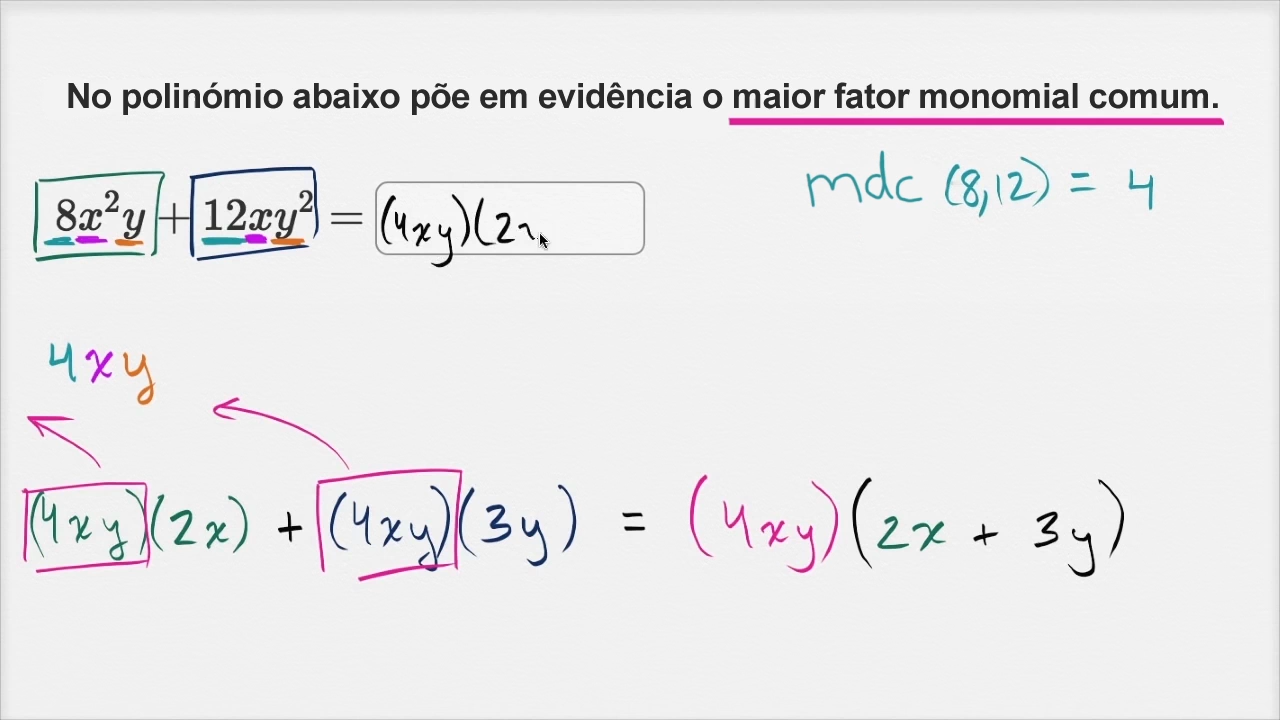 No polinómio abaixo põe em evidência o maior fator monomial comum.
mdc (8,12) = 4
8x²y + 12xy² = (4xy)(2x
4xy
(4xy)(2x) + (4xy)(3y) = (4xy)(2x + 3y)